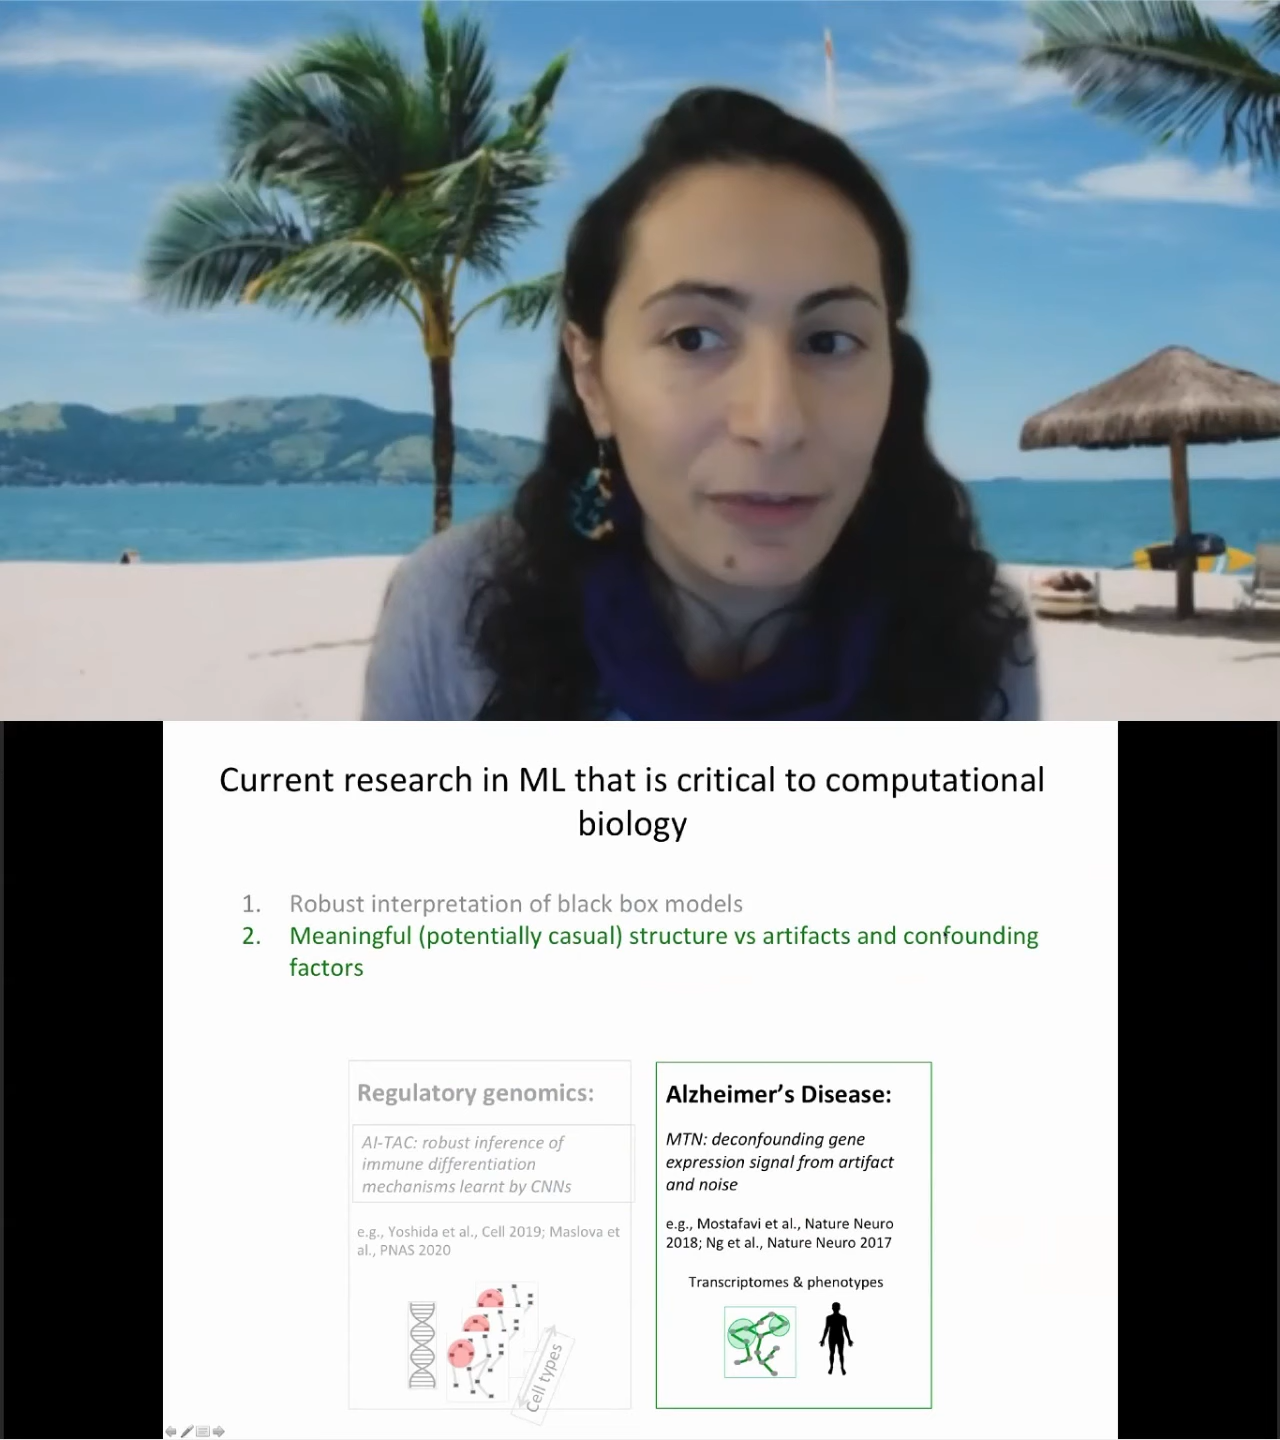 Current research in ML that is critical to computational
biology
1. Robust interpretation of black box models
2. Meaningful (potentially casual) structure vs artifacts and confounding
factors
Regulatory genomics:
AI-TAC: robust inference of
immune differentiation
mechanisms learnt by CNNs
e.g., Yoshida et al., Cell 2019; Maslova et
al., PNAS 2020
Cell types
Alzheimer's Disease:
MTN: deconfounding gene
expression signal from artifact
and noise
e.g., Mostafavi et al., Nature Neuro
2018; Ng et al., Nature Neuro 2017
Transcriptomes & phenotypes